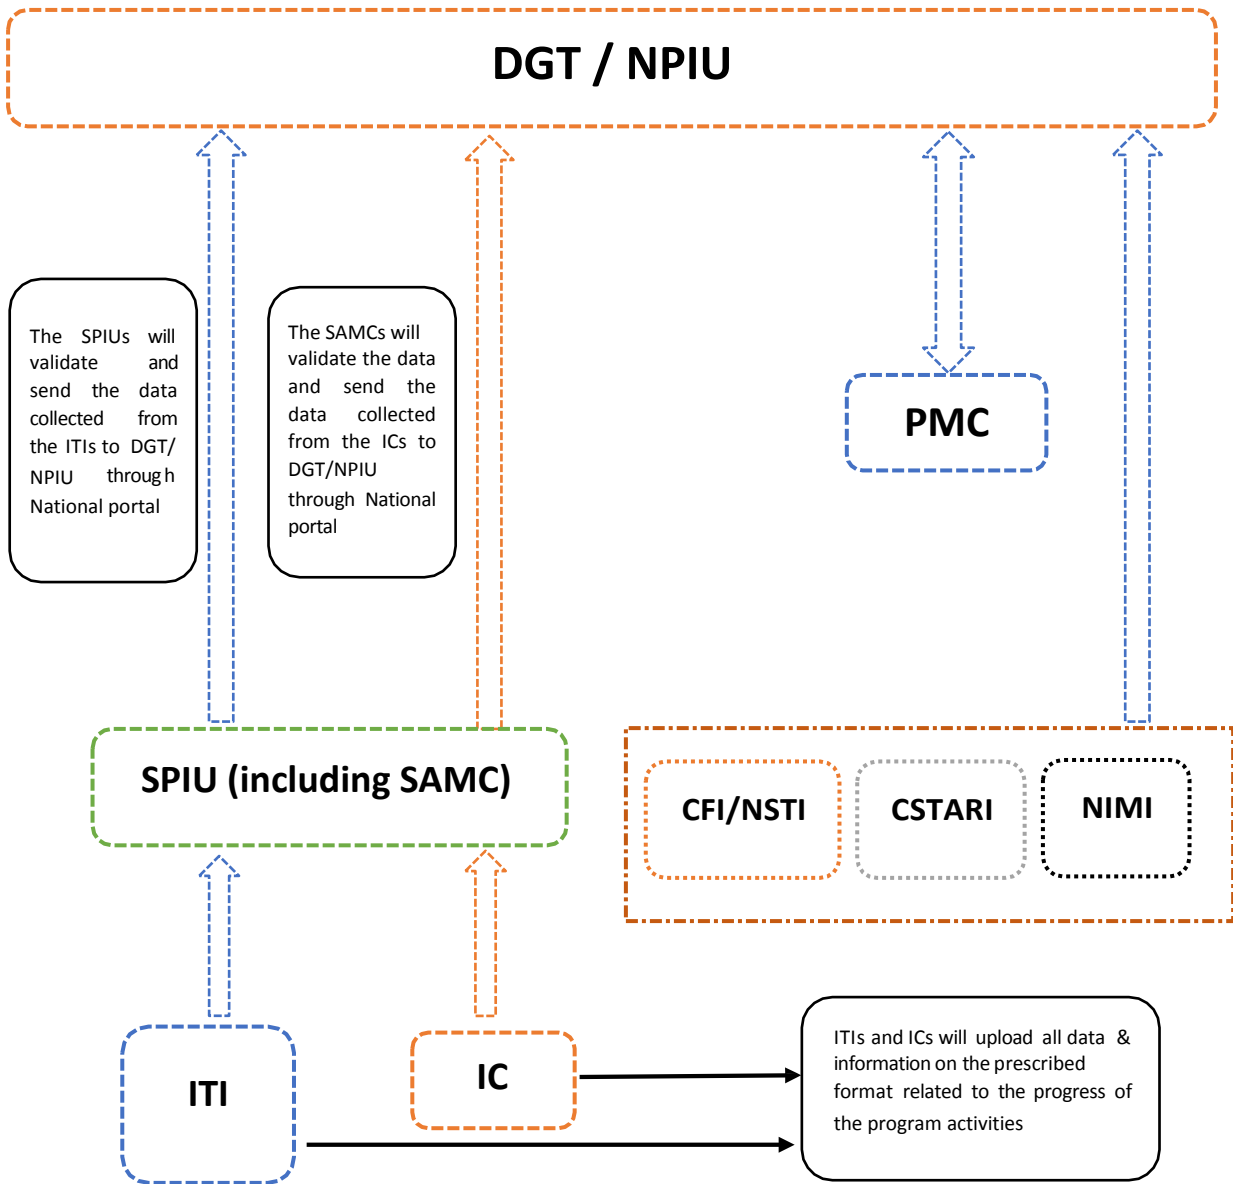 DGT / NPIU
The SPIUs will
validate and
send the data
collected from
the ITIs to DGT/
NPIU through
National portal
The SAMCs will
validate the data
and send the
data collected
from the ICs to
DGT/NPIU
through National
portal
PMC
SPIU (including SAMC)
CFI/NSTI
CSTARI
NIMI
ITI
IC
ITIs and ICs will upload all data &
information on the prescribed
format related to the progress of
the program activities